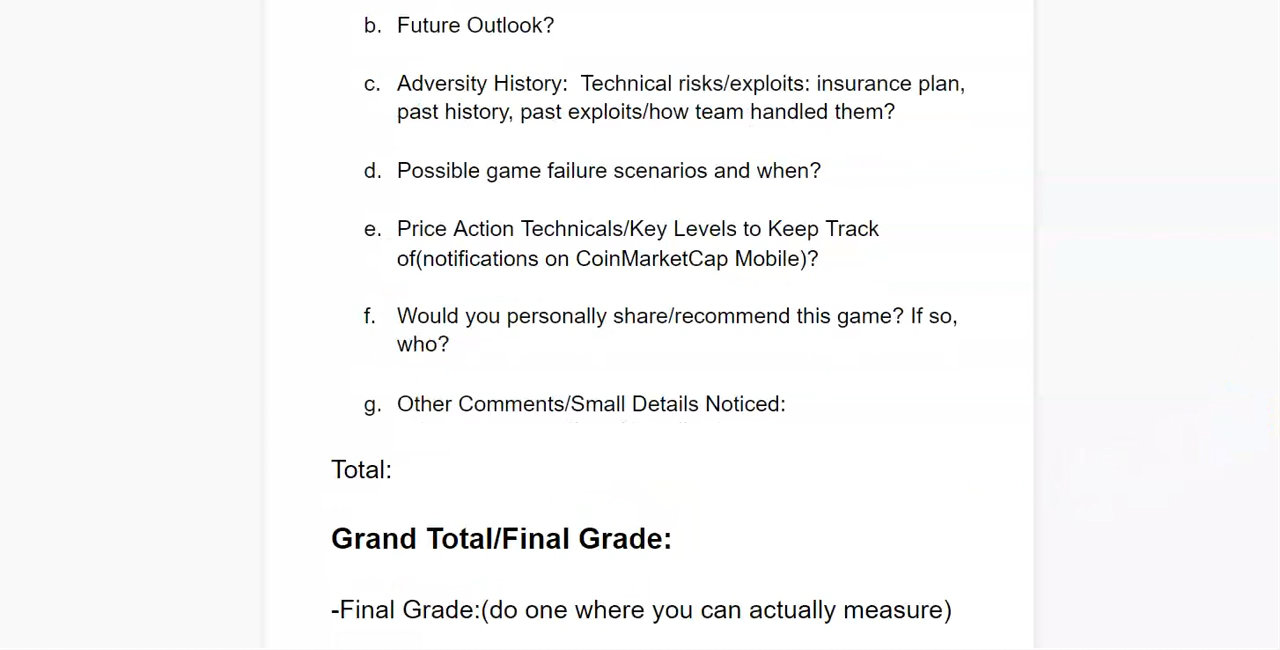 b. Future Outlook?
c. Adversity History:  Technical risks/exploits: insurance plan,
past history, past exploits/how team handled them?
d. Possible game failure scenarios and when?
e. Price Action Technicals/Key Levels to Keep Track
of(notifications on CoinMarketCap Mobile)?
f. Would you personally share/recommend this game? If so,
who?
g. Other Comments/Small Details Noticed:
Total:
Grand Total/Final Grade:
-Final Grade:(do one where you can actually measure)